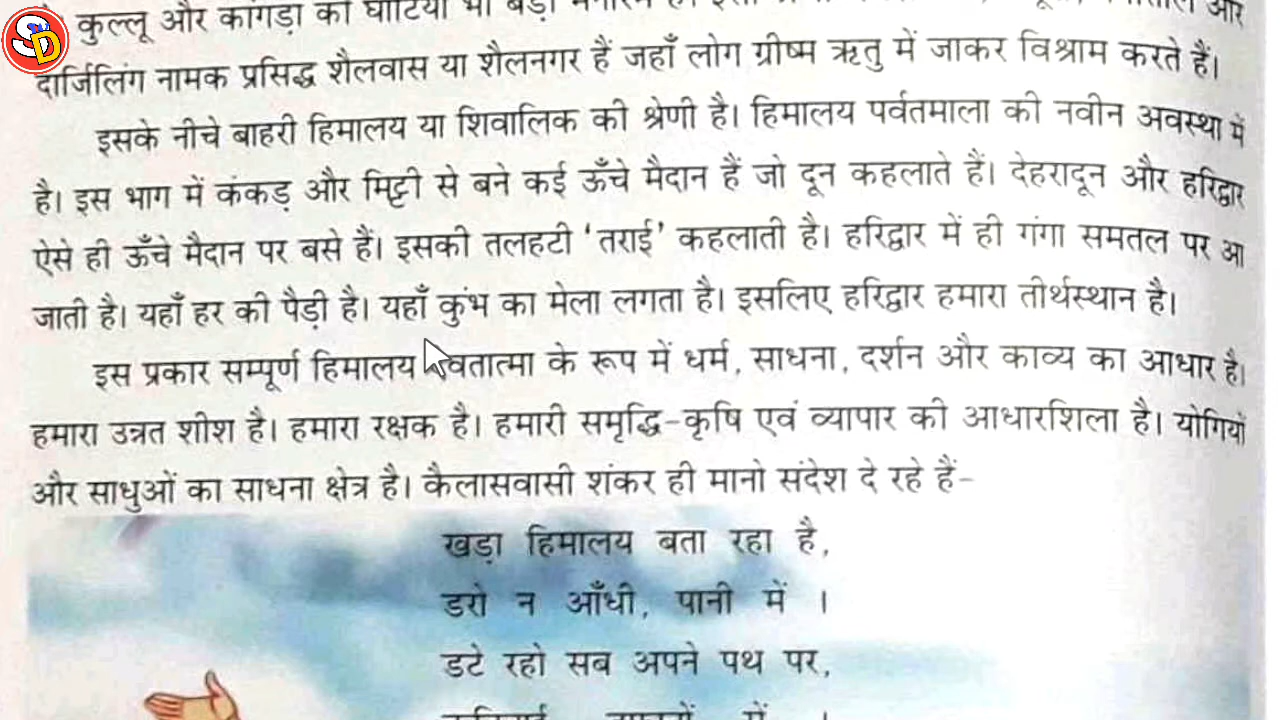 SD
कुल्लू और कांगड़ा की घाटियाँ भी बड़ी और
दार्जिलिंग नामक प्रसिद्ध शैलवास या शैलनगर हैं जहाँ लोग ग्रीष्म ऋतु में जाकर विश्राम करते हैं।
इसके नीचे बाहरी हिमालय या शिवालिक की श्रेणी है। हिमालय पर्वतमाला की नवीन अवस्था में
है। इस भाग में कंकड़ और मिट्टी से बने कई ऊँचे मैदान हैं जो दून कहलाते हैं। देहरादून और हरिद्वार
ऐसे ही ऊँचे मैदान पर बसे हैं। इसकी तलहटी 'तराई' कहलाती है। हरिद्वार में ही गंगा समतल पर आ
जाती है। यहाँ हर की पैड़ी है। यहाँ कुंभ का मेला लगता है। इसलिए हरिद्वार हमारा तीर्थस्थान है।
इस प्रकार सम्पूर्ण हिमालय के रूप में धर्म, साधना, दर्शन और काव्य का आधार है।
हमारा उन्नत शीश है। हमारा रक्षक है। हमारी समृद्धि-कृषि एवं व्यापार की आधारशिला है। योगियों
और साधुओं का साधना क्षेत्र है। कैलासवासी शंकर ही मानो संदेश दे रहे हैं-
खड़ा हिमालय बता रहा है,
डरो न आँधी, पानी में ।
डटे रहो सब अपने पथ पर,